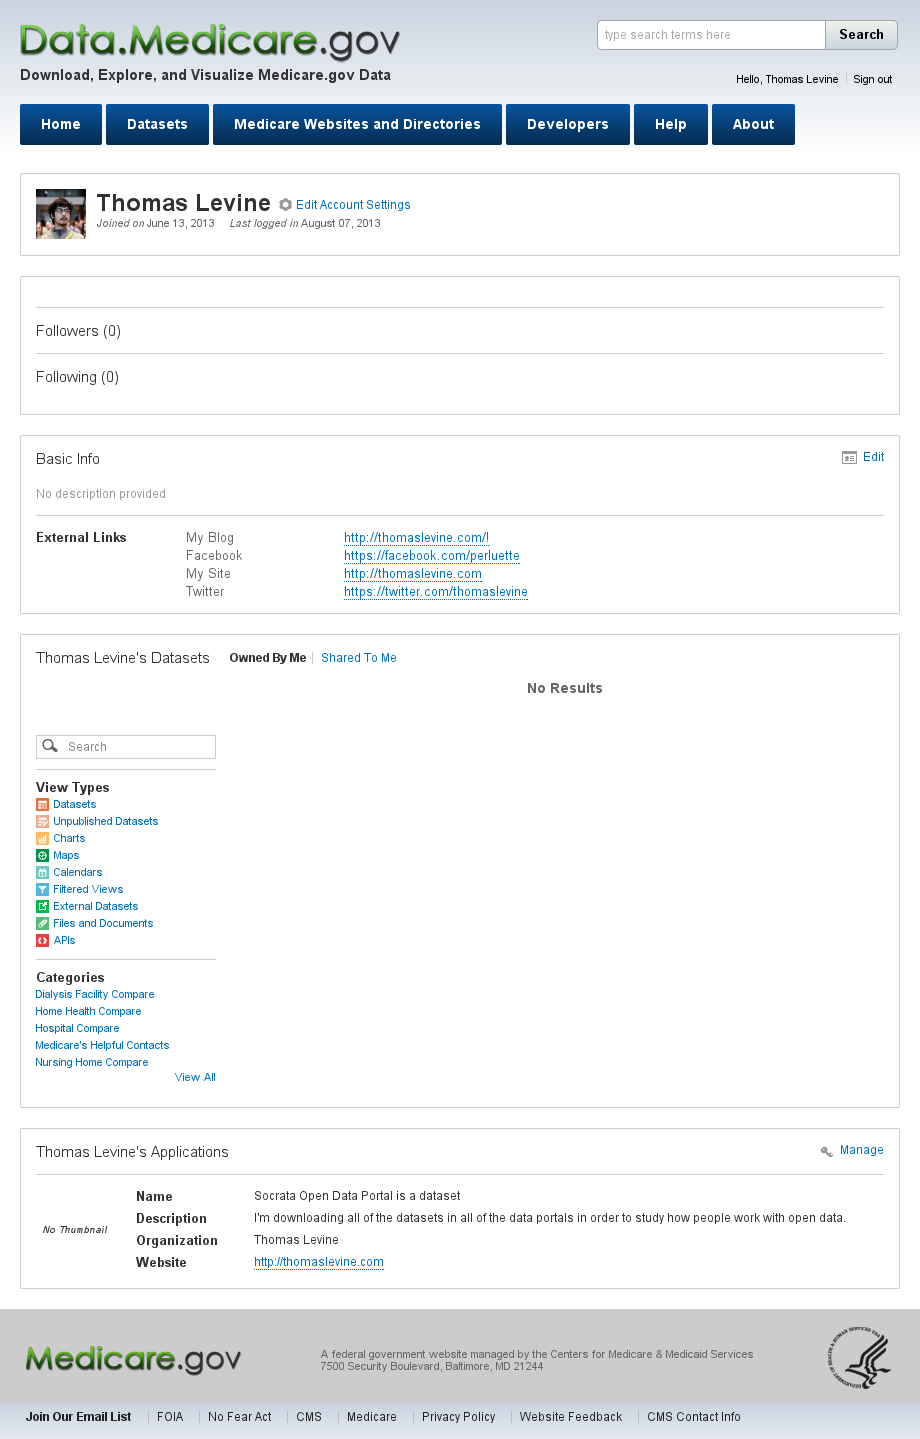 Data.Medicare.gov
type search terms here
Search
Download, Explore, and Visualize Medicare.gov Data
Hello, Thomas Levine Sign out
Home Datasets Medicare Websites and Directories Developers Help About
Thomas Levine Edit Account Settings
Joined on June 13, 2013 Last logged in August 07, 2013
Followers (0)
Following (0)
Basic Info Edit
No description provided
External Links My Blog http://thomaslevine.com/!
Facebook https://facebook.com/perluette
My Site http://thomaslevine.com
Twitter https://twitter.com/thomaslevine
Thomas Levine's Datasets Owned By Me Shared To Me
No Results
Search
View Types
Datasets
Unpublished Datasets
Charts
Maps
Calendars
Filtered Views
External Datasets
Files and Documents
APIs
Categories
Dialysis Facility Compare
Home Health Compare
Hospital Compare
Medicare's Helpful Contacts
Nursing Home Compare
View All
Thomas Levine's Applications Manage
No Thumbnail
Name Socrata Open Data Portal is a dataset
Description I'm downloading all of the datasets in all of the data portals in order to study how people work with open data.
Organization Thomas Levine
Website http://thomaslevine.com
Medicare.gov
A federal government website managed by the Centers for Medicare & Medicaid Services
7500 Security Boulevard, Baltimore, MD 21244
DEPARTMENT OF HEALTH & HUMAN SERVICES USA
Join Our Email List FOIA No Fear Act CMS Medicare Privacy Policy Website Feedback CMS Contact Info